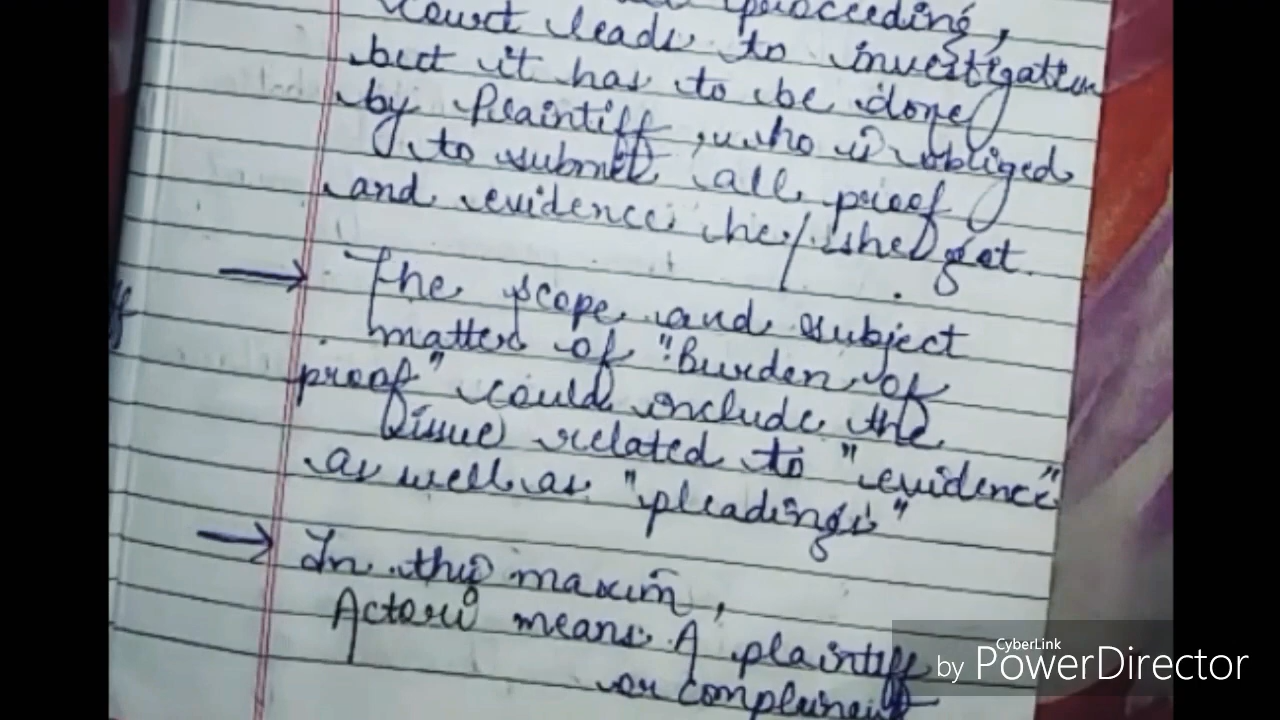 proceeding,
court leads to investigation
but it has to be done
by Plaintiff, who is obliged
to submit all proof
and evidence he/she get.
→ The scope and subject
matter of "Burden of
proof" could include the
issue related to "evidence"
as well as "pleadings"
→ In this maxim,
Actori means A plaintiff
or complainant
CyberLink
by PowerDirector